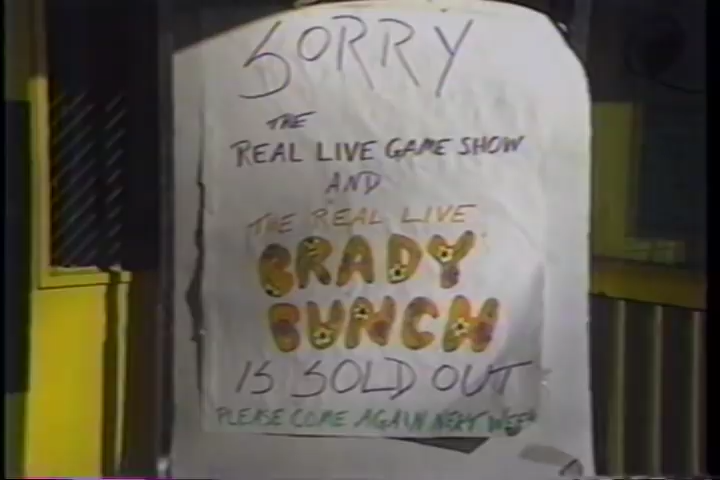 SORRY
THE
REAL LIVE GAME SHOW
AND
THE REAL LIVE
BRADY
BUNCH
IS SOLD OUT
PLEASE COME AGAIN NEXT WEEK